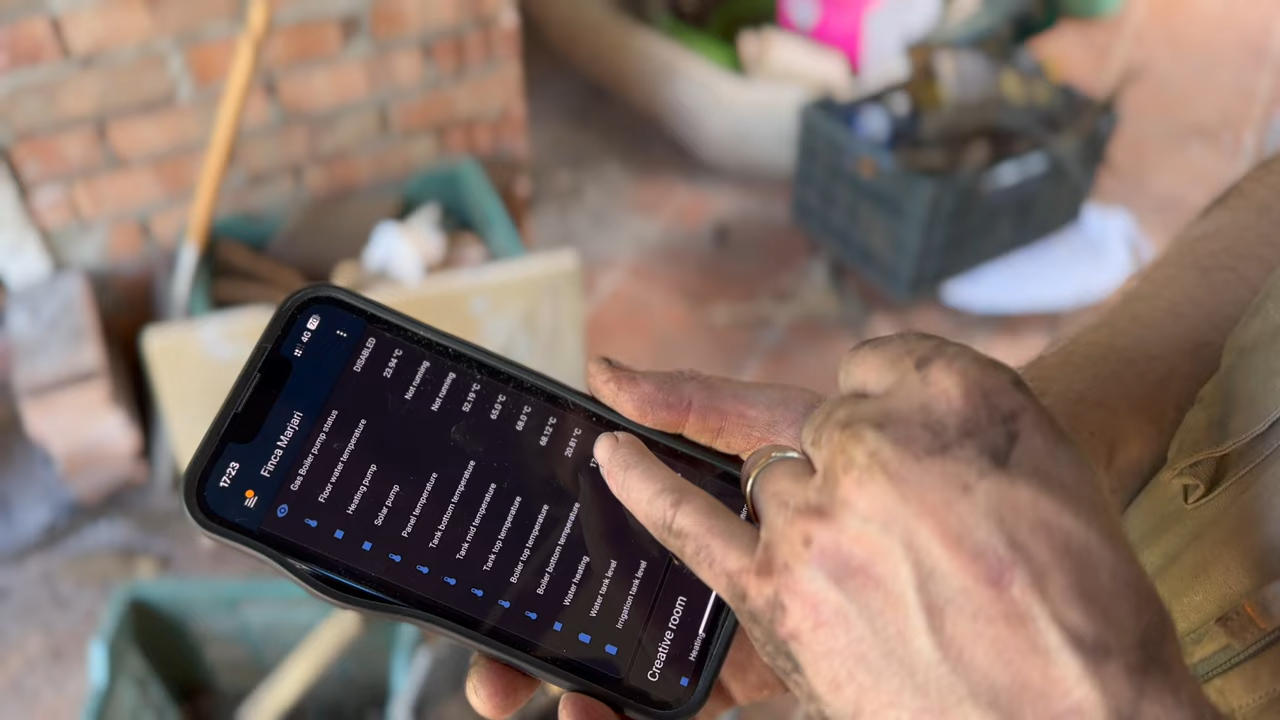 17:23
4G 70
Finca Marjari
Gas Boiler pump status DISABLED
Floor water temperature 23.94 °C
Heating pump Not running
Solar pump Not running
Panel temperature 52.19 °C
Tank bottom temperature 65.0 °C
Tank mid temperature 68.0 °C
Tank top temperature 68.12 °C
Boiler top temperature 20.81 °C
Boiler bottom temperature
Water heating
Water tank level
Irrigation tank level
Creative room
Heating